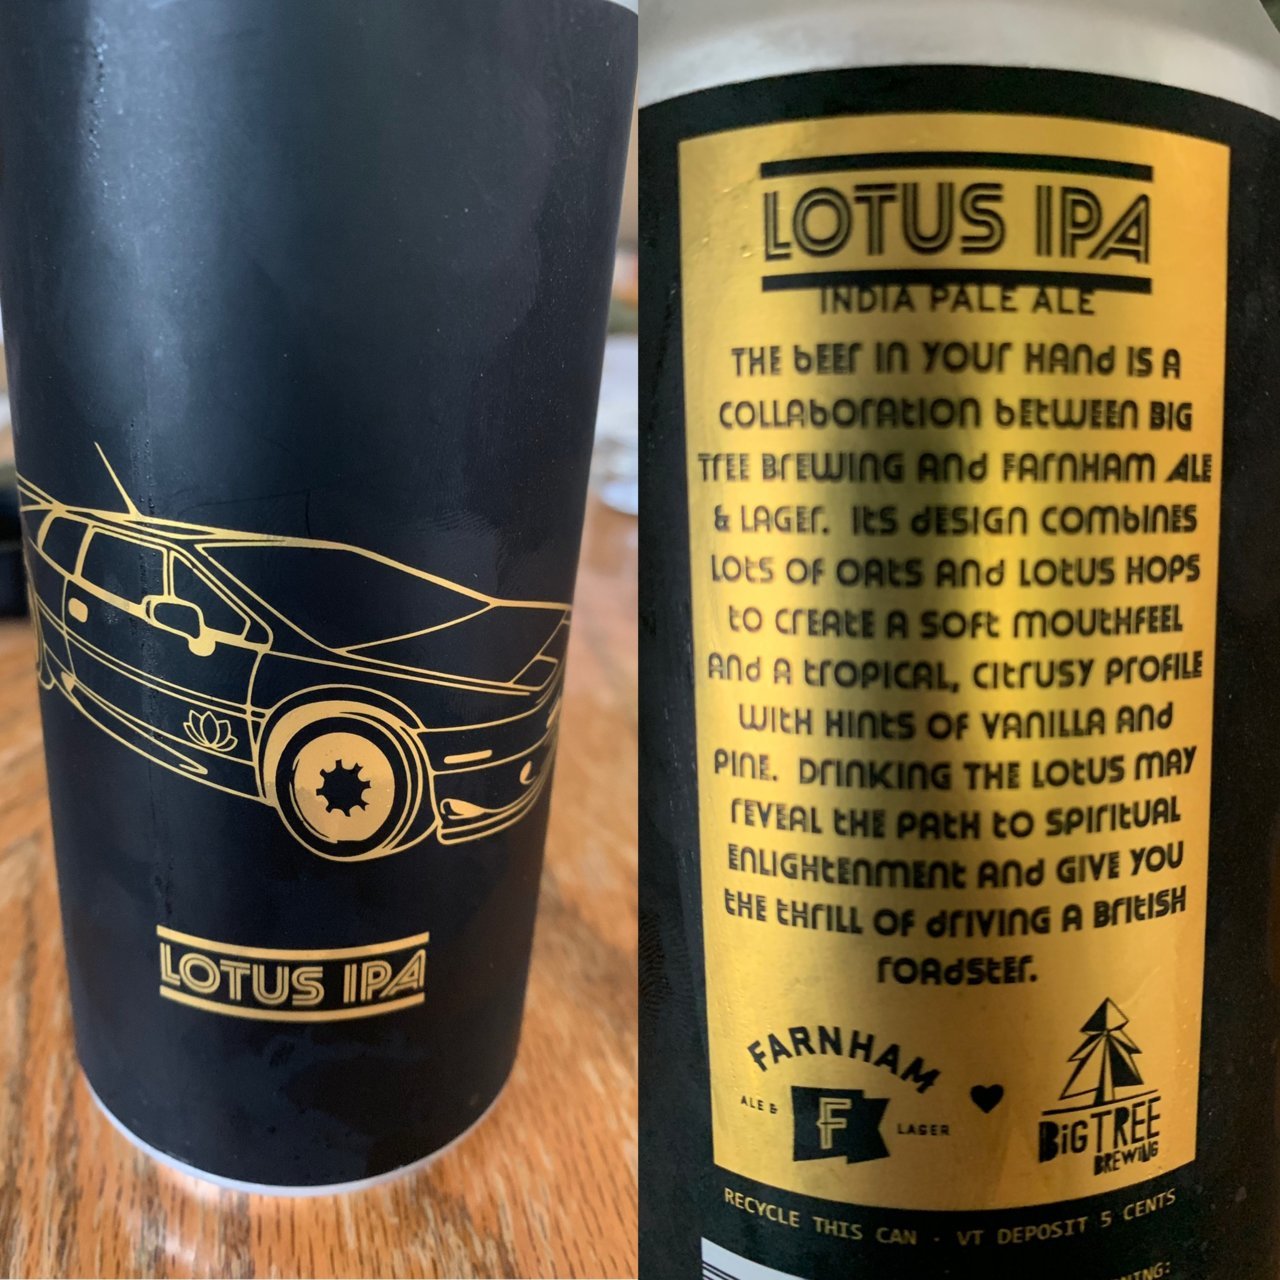 LOTUS IPA
LOTUS IPA
INDIA PALE ALE
THE bEEr IN YOUr HANd IS A
COLLAbOrAtION bEtWEEN BIG
TrEE BrEWING ANd FArNHAM ALE
& LAGEr. ItS dESIGN COMbINES
LOtS OF OAtS ANd LOtUS HOPS
tO CrEAtE A SOFt MOUtHFEEL
ANd A trOPICAL, CItrUSY PrOFILE
WItH HINtS OF VANILLA ANd
PINE. DrINKING THE LOtUS MAY
rEVEAL tHE PAtH tO SPIrItUAL
ENLIGHtENMENt ANd GIVE YOU
tHE tHrILL OF drIVING A BrItISH
rOAdStEr.
FARNHAM
ALE & F LAGER
BiG TREE
BREWiNG
RECYCLE THIS CAN · VT DEPOSIT 5 CENTS